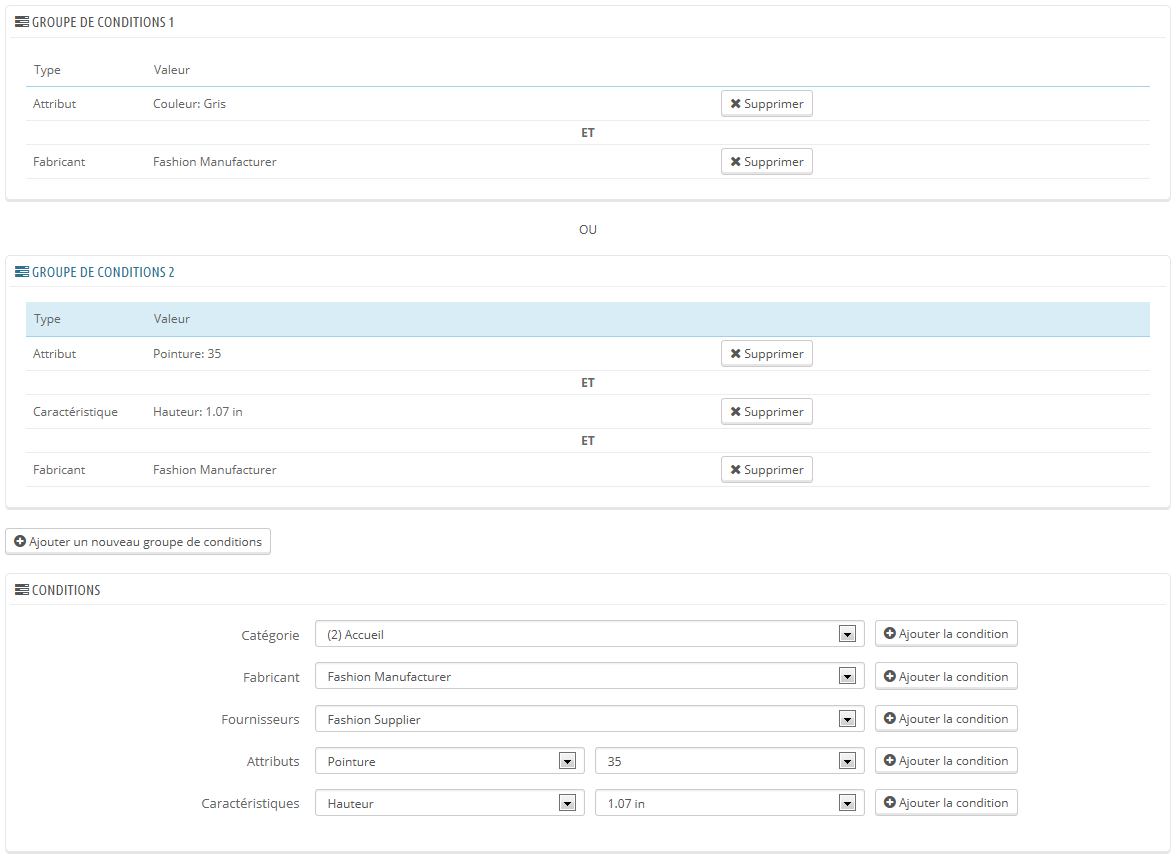 GROUPE DE CONDITIONS 1
Type Valeur
Attribut Couleur: Gris Supprimer
ET
Fabricant Fashion Manufacturer Supprimer
OU
GROUPE DE CONDITIONS 2
Type Valeur
Attribut Pointure: 35 Supprimer
ET
Caractéristique Hauteur: 1.07 in Supprimer
ET
Fabricant Fashion Manufacturer Supprimer
Ajouter un nouveau groupe de conditions
CONDITIONS
Catégorie (2) Accueil Ajouter la condition
Fabricant Fashion Manufacturer Ajouter la condition
Fournisseurs Fashion Supplier Ajouter la condition
Attributs Pointure 35 Ajouter la condition
Caractéristiques Hauteur 1.07 in Ajouter la condition